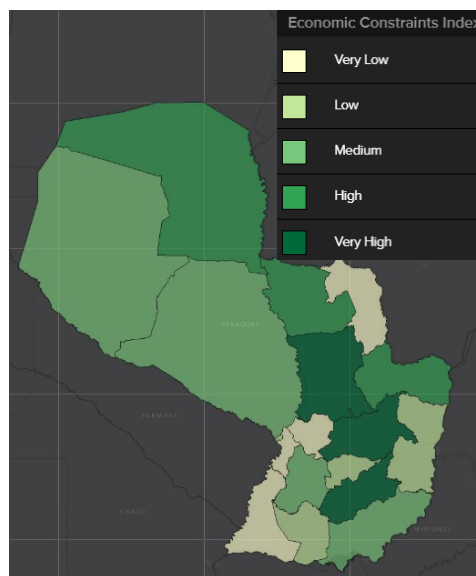 Economic Constraints Index
Very Low
Low
Medium
High
Very High
PARAGUAY
FORMOSA
CHACO
MISIONES